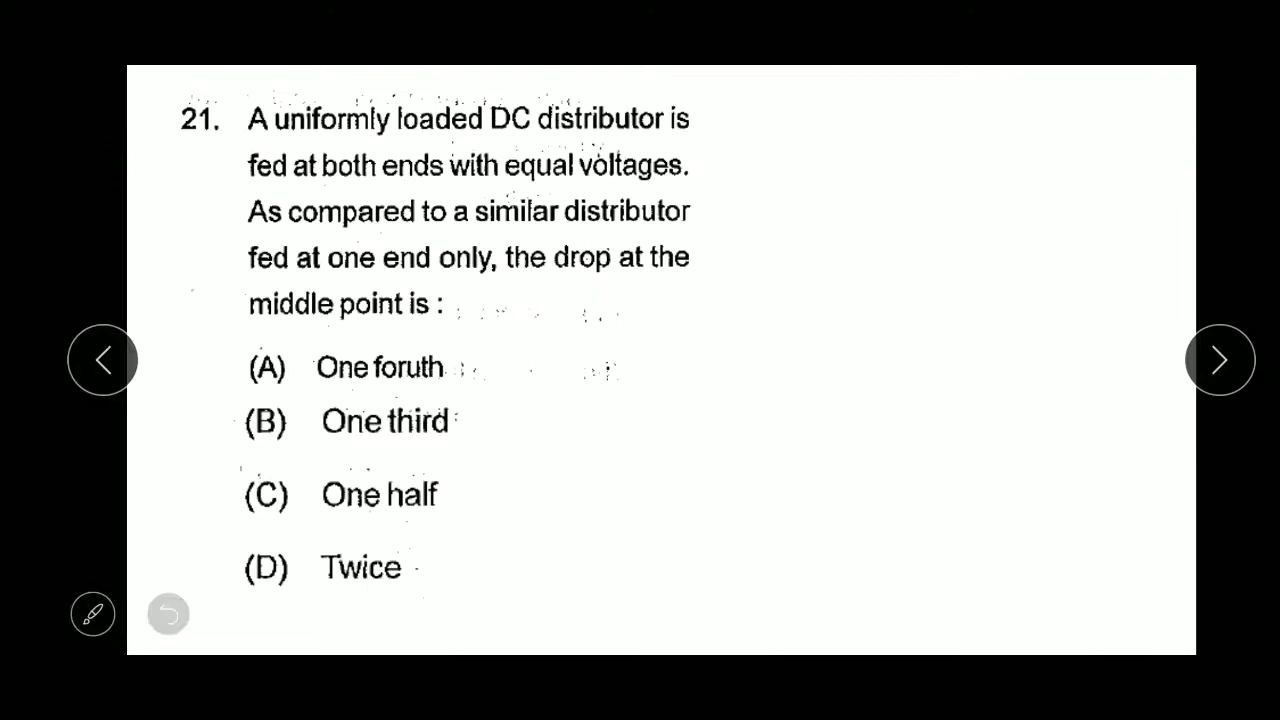 21. A uniformly loaded DC distributor is
fed at both ends with equal voltages.
As compared to a similar distributor
fed at one end only, the drop at the
middle point is :
(A) One foruth
(B) One third
(C) One half
(D) Twice